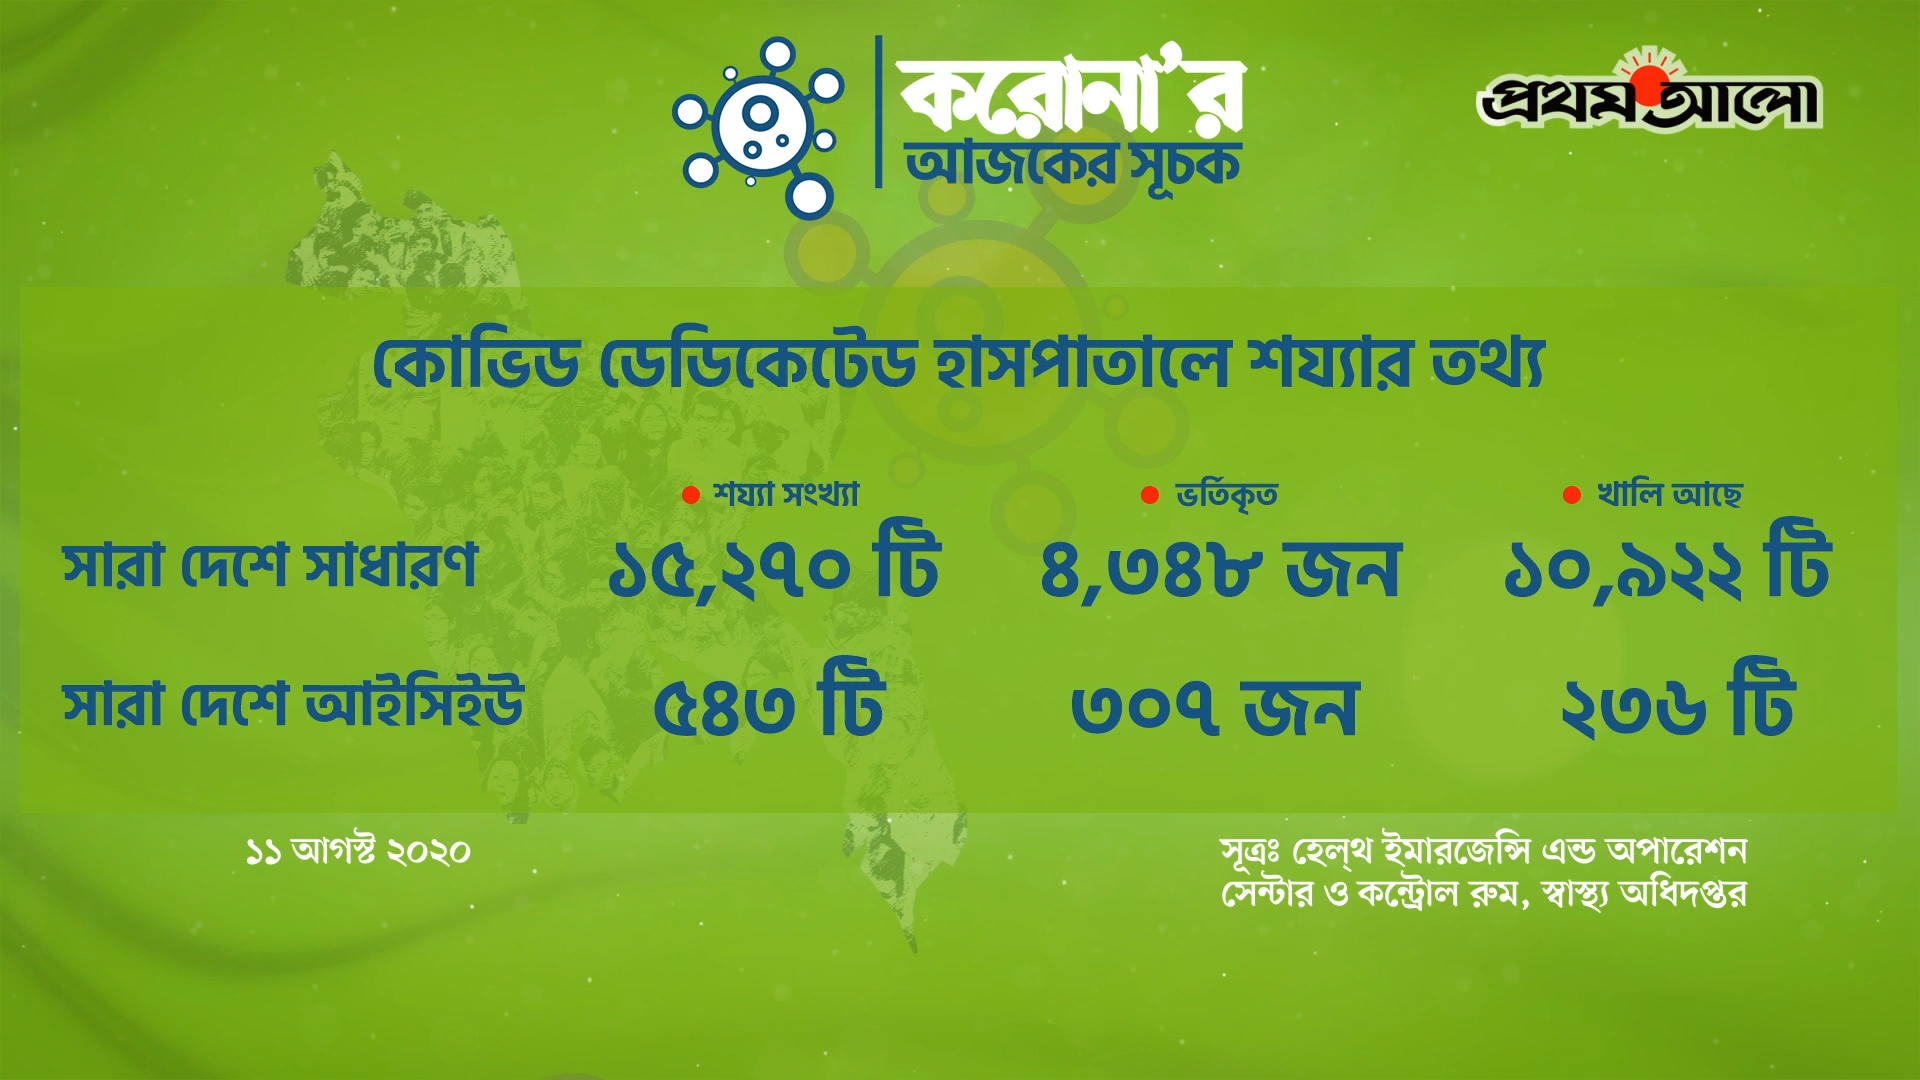 করোনা'র
আজকের সূচক
প্রথম আলো
কোভিড ডেডিকেটেড হাসপাতালে শয্যার তথ্য
শয্যা সংখ্যা ভর্তিকৃত খালি আছে
সারা দেশে সাধারণ ১৫,২৭০ টি ৪,৩৪৮ জন ১০,৯২২ টি
সারা দেশে আইসিইউ ৫৪৩ টি ৩০৭ জন ২৩৬ টি
১১ আগস্ট ২০২০
সূত্রঃ হেল্‌থ ইমারজেন্সি এন্ড অপারেশন
সেন্টার ও কন্ট্রোল রুম, স্বাস্থ্য অধিদপ্তর